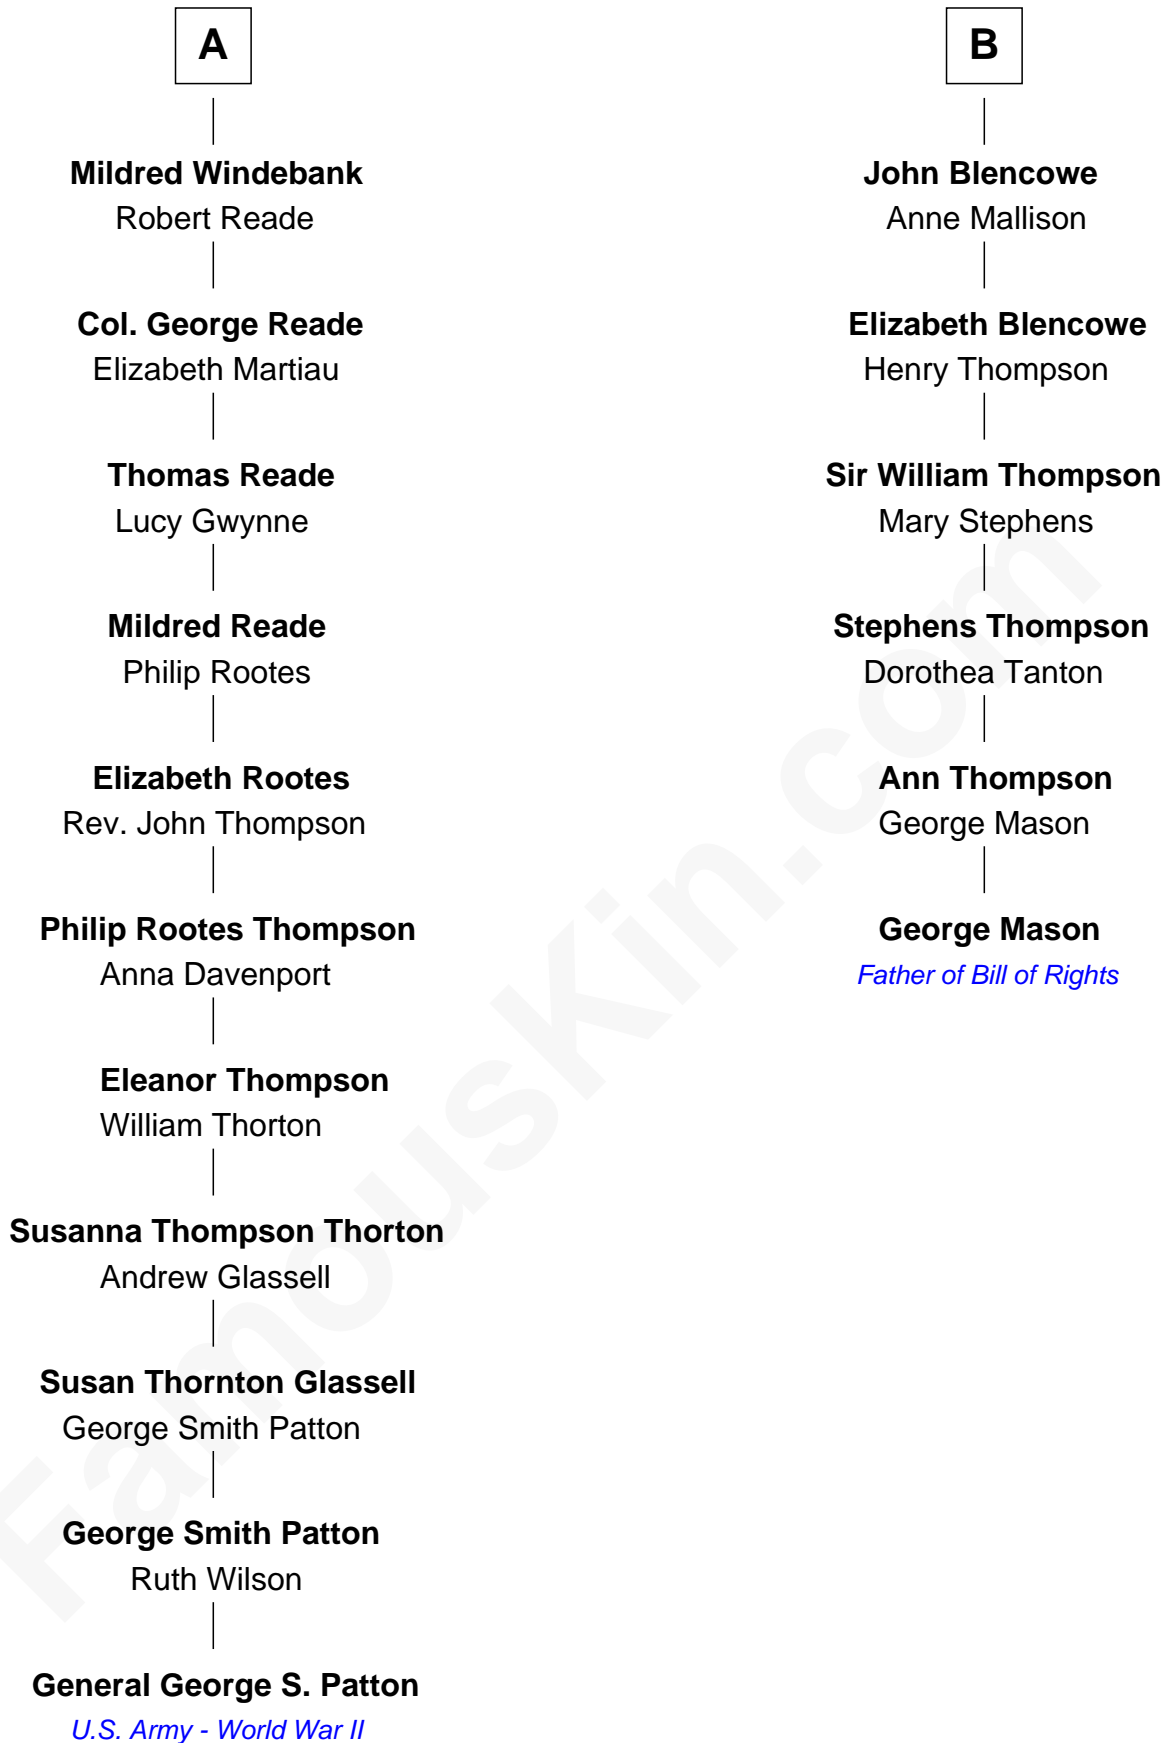 A
Mildred Windebank
Robert Reade
Col. George Reade
Elizabeth Martiau
Thomas Reade
Lucy Gwynne
Mildred Reade
Philip Rootes
Elizabeth Rootes
Rev. John Thompson
Philip Rootes Thompson
Anna Davenport
Eleanor Thompson
William Thorton
Susanna Thompson Thorton
Andrew Glassell
Susan Thornton Glassell
George Smith Patton
George Smith Patton
Ruth Wilson
General George S. Patton
U.S. Army - World War II
B
John Blencowe
Anne Mallison
Elizabeth Blencowe
Henry Thompson
Sir William Thompson
Mary Stephens
Stephens Thompson
Dorothea Tanton
Ann Thompson
George Mason
George Mason
Father of Bill of Rights
FamousKin.com